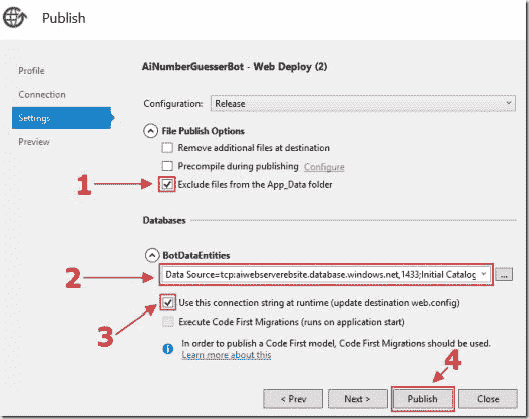 Publish
Profile
Connection
Settings
Preview
AiNumberGuesserBot - Web Deploy (2)
Configuration: Release
File Publish Options
Remove additional files at destination
Precompile during publishing Configure
1
Exclude files from the App_Data folder
Databases
BotDataEntities
2
Data Source=tcp:aiwebserverebsite.database.windows.net,1433;Initial Catalog ...
3
Use this connection string at runtime (update destination web.config)
Execute Code First Migrations (runs on application start)
In order to publish a Code First model, Code First Migrations should be used.
Learn more about this
4
< Prev Next > Publish Close